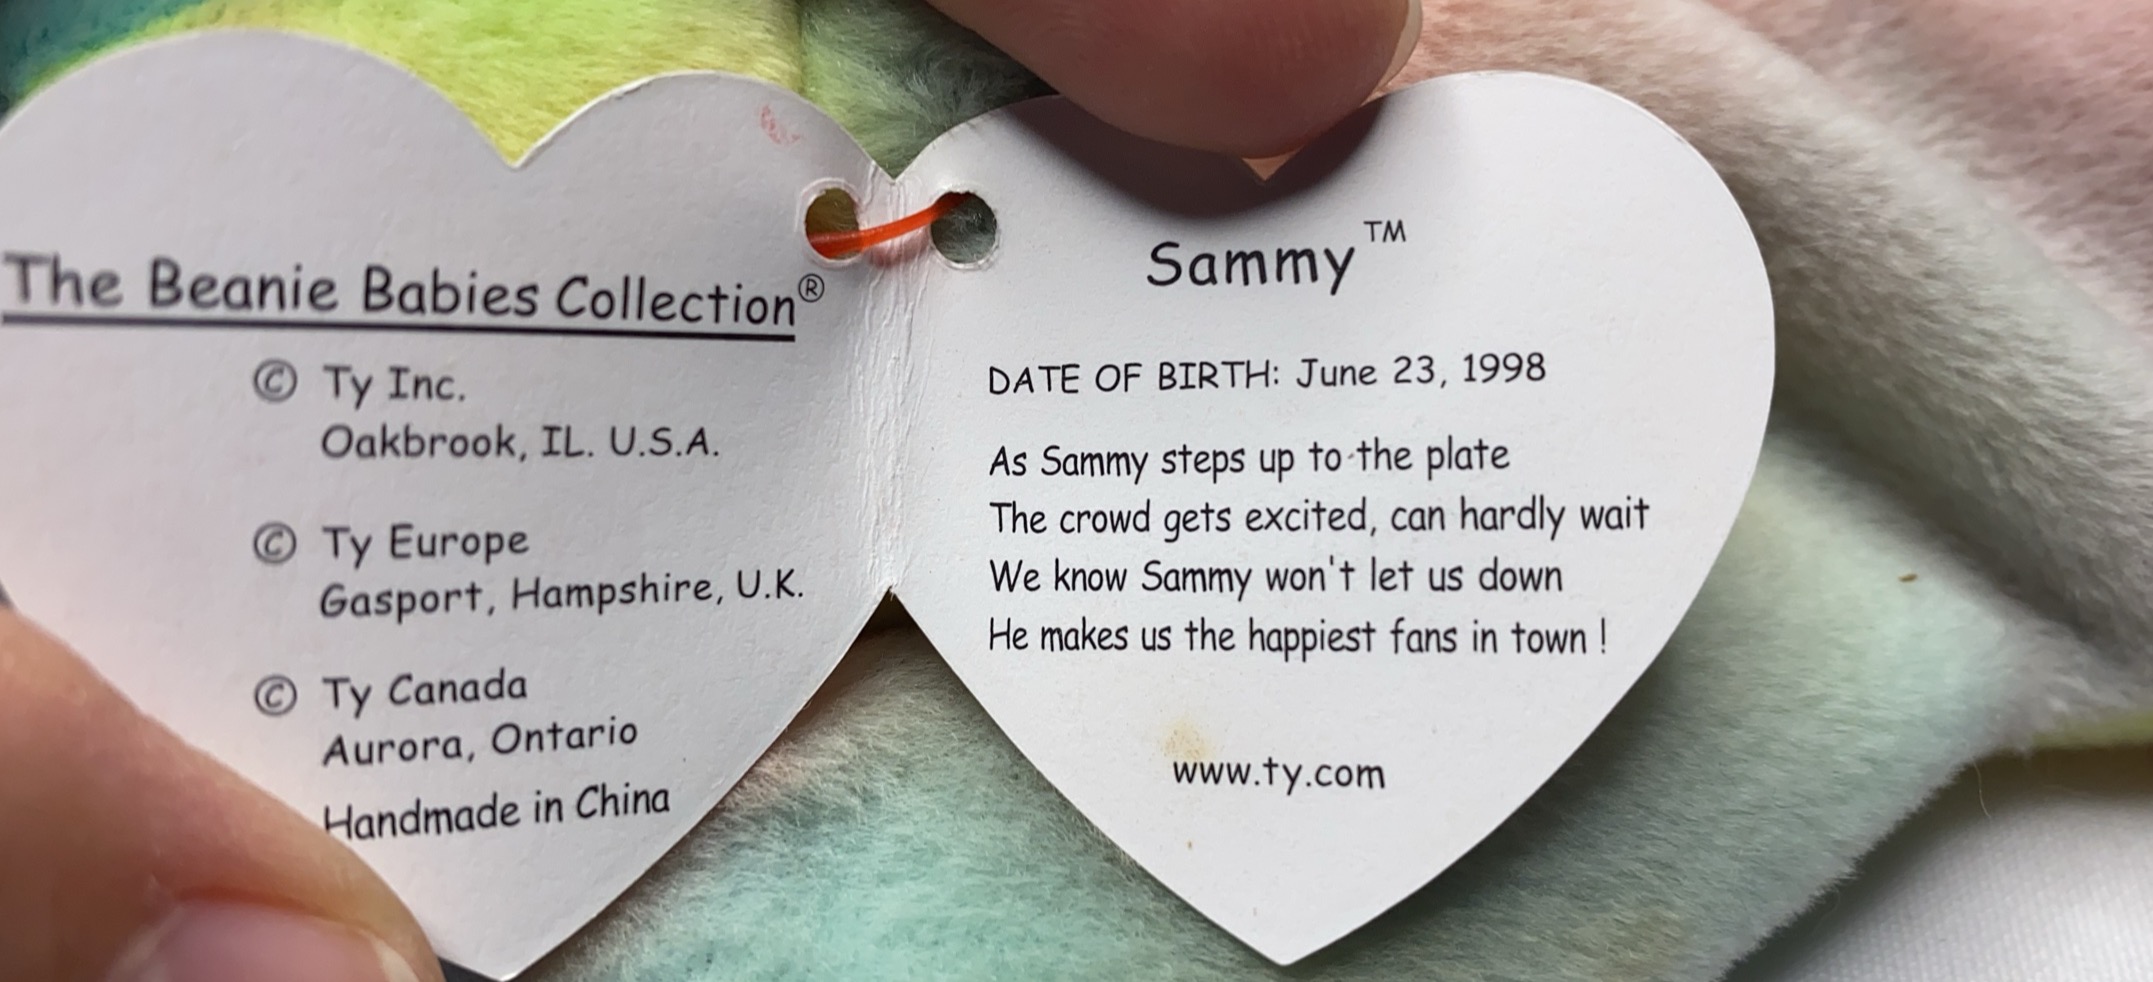 The Beanie Babies Collection®
© Ty Inc.
Oakbrook, IL. U.S.A.
© Ty Europe
Gasport, Hampshire, U.K.
© Ty Canada
Aurora, Ontario
Handmade in China
Sammy™
DATE OF BIRTH: June 23, 1998
As Sammy steps up to the plate
The crowd gets excited, can hardly wait
We know Sammy won't let us down
He makes us the happiest fans in town !
www.ty.com